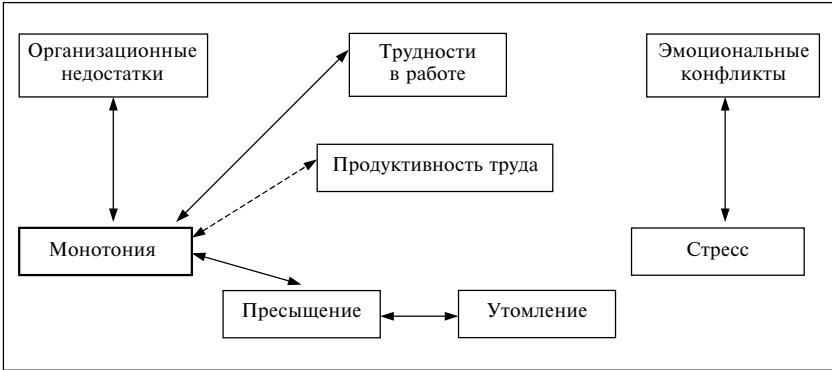 Организационные
недостатки
Трудности
в работе
Эмоциональные
конфликты
Продуктивность труда
Монотония
Стресс
Пресыщение
Утомление